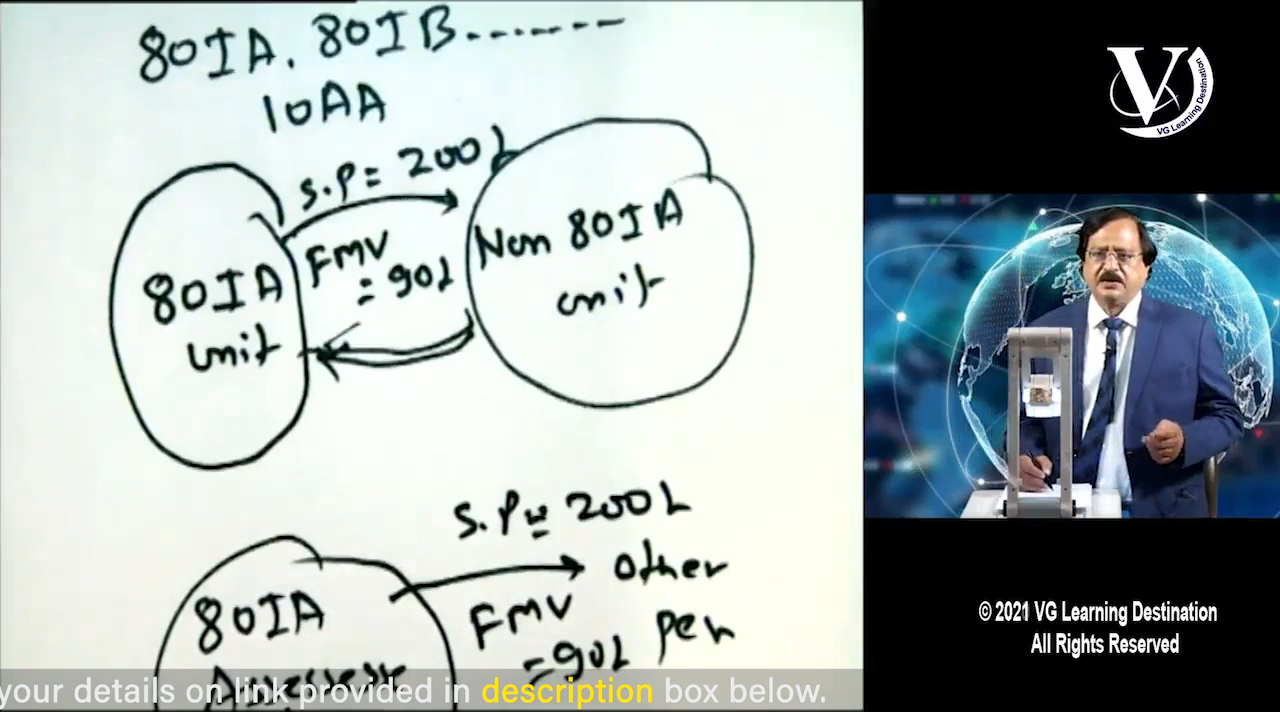 80IA, 80IB-------
10AA
S.P= 200L
FMV
= 90L
80IA
unit
Non 80IA
unit
S.P= 200L
Other
FMV
= 90L
80IA
V
VG Learning Destination
© 2021 VG Learning Destination
All Rights Reserved
your details on link provided in description box below.